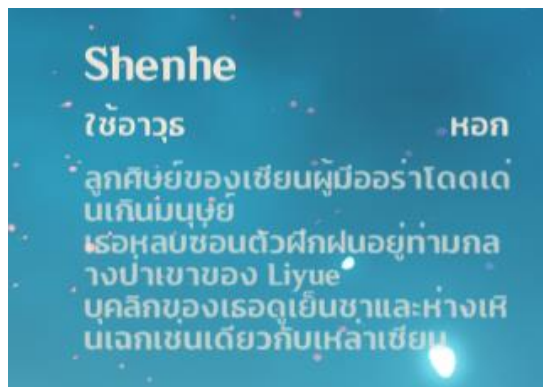 Shenhe
ใช้อาวุธ หอก
ลูกศิษย์ของเซียนผู้มีออร่าโดดเด่
นเกินมนุษย์
เธอหลบซ่อนตัวฝึกฝนอยู่ท่ามกล
างป่าเขาของ Liyue
บุคลิกของเธอดูเย็นชาและห่างเหิ
นเฉกเช่นเดียวกับเหล่าเซียน